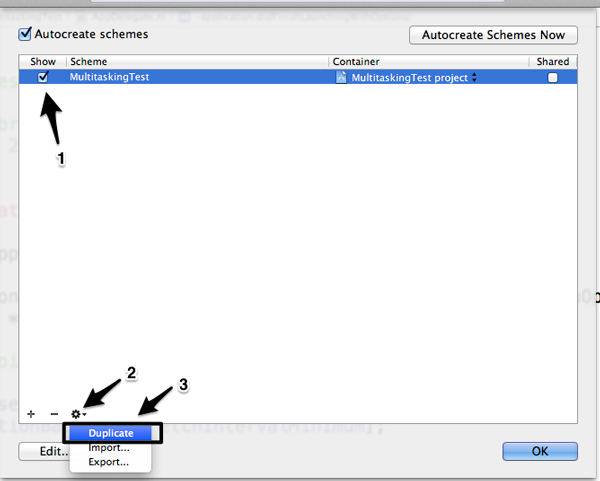 Autocreate schemes
Autocreate Schemes Now
Show Scheme Container Shared
MultitaskingTest MultitaskingTest project
1
2
3
+ −
Duplicate
Import...
Export...
Edit..
OK